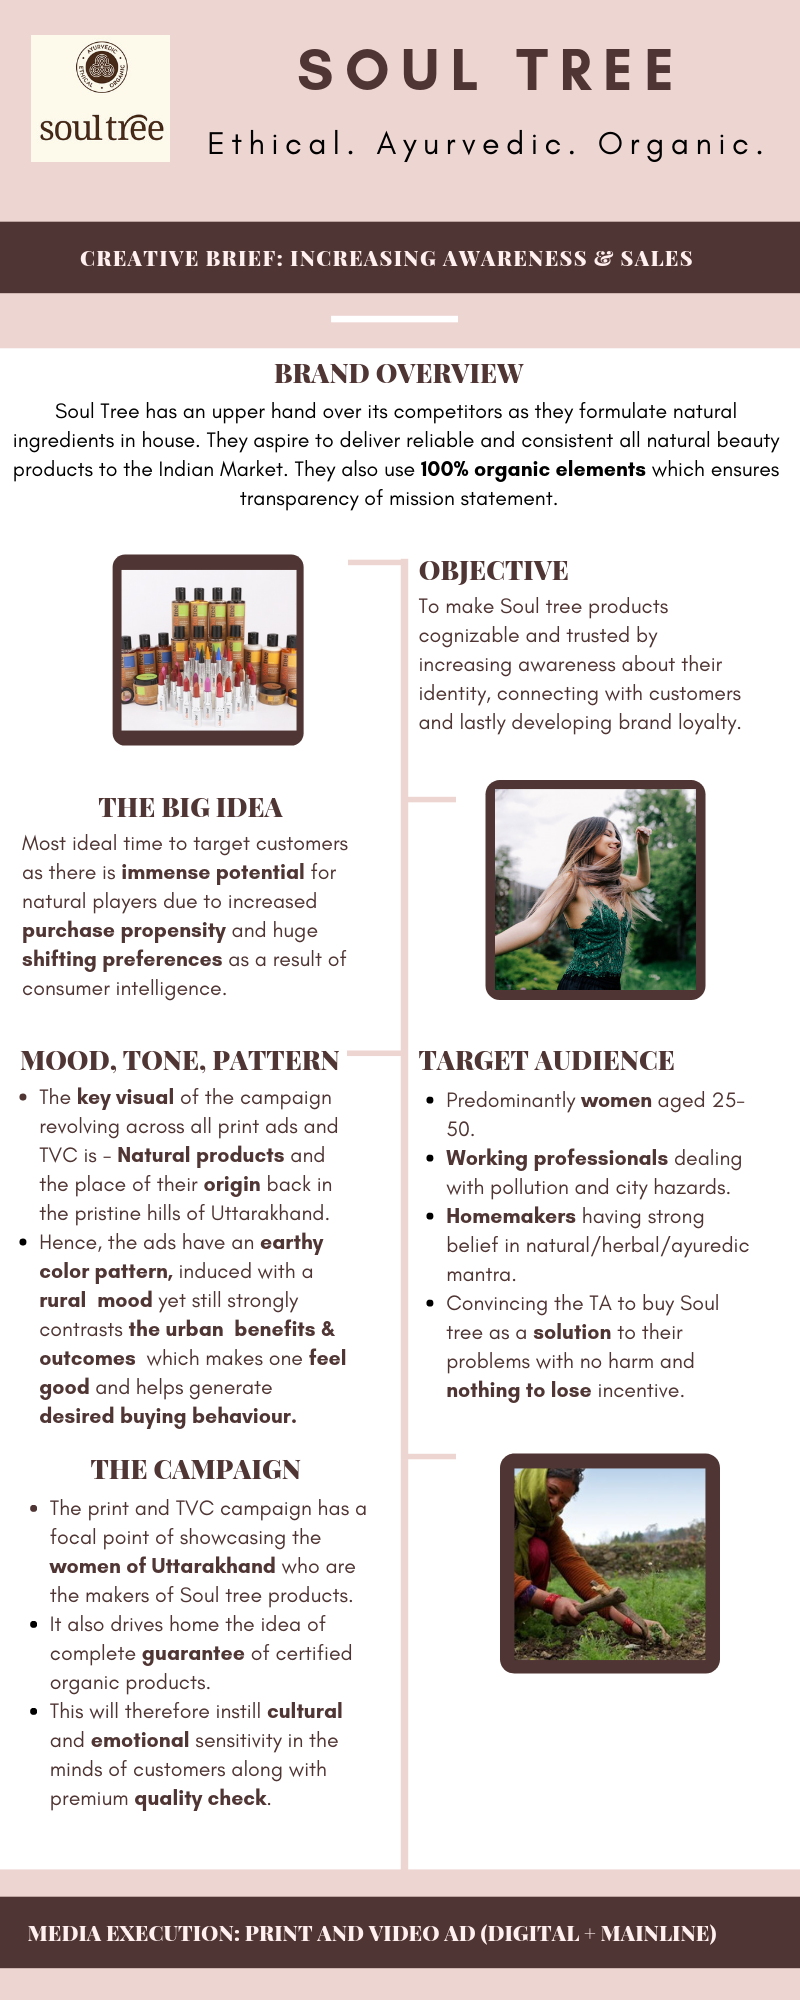 AYURVEDIC
ETHICAL
ORGANIC
soultree
SOUL TREE
Ethical. Ayurvedic. Organic.
CREATIVE BRIEF: INCREASING AWARENESS & SALES
BRAND OVERVIEW
Soul Tree has an upper hand over its competitors as they formulate natural
ingredients in house. They aspire to deliver reliable and consistent all natural beauty
products to the Indian Market. They also use 100% organic elements which ensures
transparency of mission statement.
OBJECTIVE
To make Soul tree products
cognizable and trusted by
increasing awareness about their
identity, connecting with customers
and lastly developing brand loyalty.
THE BIG IDEA
Most ideal time to target customers
as there is immense potential for
natural players due to increased
purchase propensity and huge
shifting preferences as a result of
consumer intelligence.
MOOD, TONE, PATTERN
• The key visual of the campaign
revolving across all print ads and
TVC is - Natural products and
the place of their origin back in
the pristine hills of Uttarakhand.
• Hence, the ads have an earthy
color pattern, induced with a
rural mood yet still strongly
contrasts the urban benefits &
outcomes which makes one feel
good and helps generate
desired buying behaviour.
TARGET AUDIENCE
• Predominantly women aged 25-
50.
• Working professionals dealing
with pollution and city hazards.
• Homemakers having strong
belief in natural/herbal/ayuredic
mantra.
• Convincing the TA to buy Soul
tree as a solution to their
problems with no harm and
nothing to lose incentive.
THE CAMPAIGN
• The print and TVC campaign has a
focal point of showcasing the
women of Uttarakhand who are
the makers of Soul tree products.
• It also drives home the idea of
complete guarantee of certified
organic products.
• This will therefore instill cultural
and emotional sensitivity in the
minds of customers along with
premium quality check.
MEDIA EXECUTION: PRINT AND VIDEO AD (DIGITAL + MAINLINE)